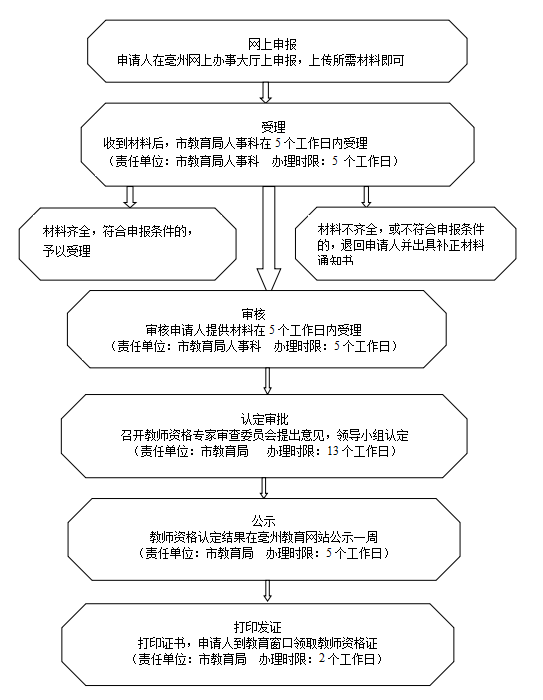 网上申报
申请人在亳州网上办事大厅上申报，上传所需材料即可
受理
收到材料后，市教育局人事科在5个工作日内受理
（责任单位：市教育局人事科 办理时限：5 个工作日）
材料齐全，符合申报条件的，
予以受理
材料不齐全，或不符合申报条件
的，退回申请人并出具补正材料
通知书
审核
审核申请人提供材料在5个工作日内受理
（责任单位：市教育局人事科 办理时限：5个工作日）
认定审批
召开教师资格专家审查委员会提出意见，领导小组认定
（责任单位：市教育局 办理时限：13个工作日）
公示
教师资格认定结果在亳州教育网站公示一周
（责任单位：市教育局 办理时限：5个工作日）
打印发证
打印证书，申请人到教育窗口领取教师资格证
（责任单位：市教育局 办理时限：2个工作日）